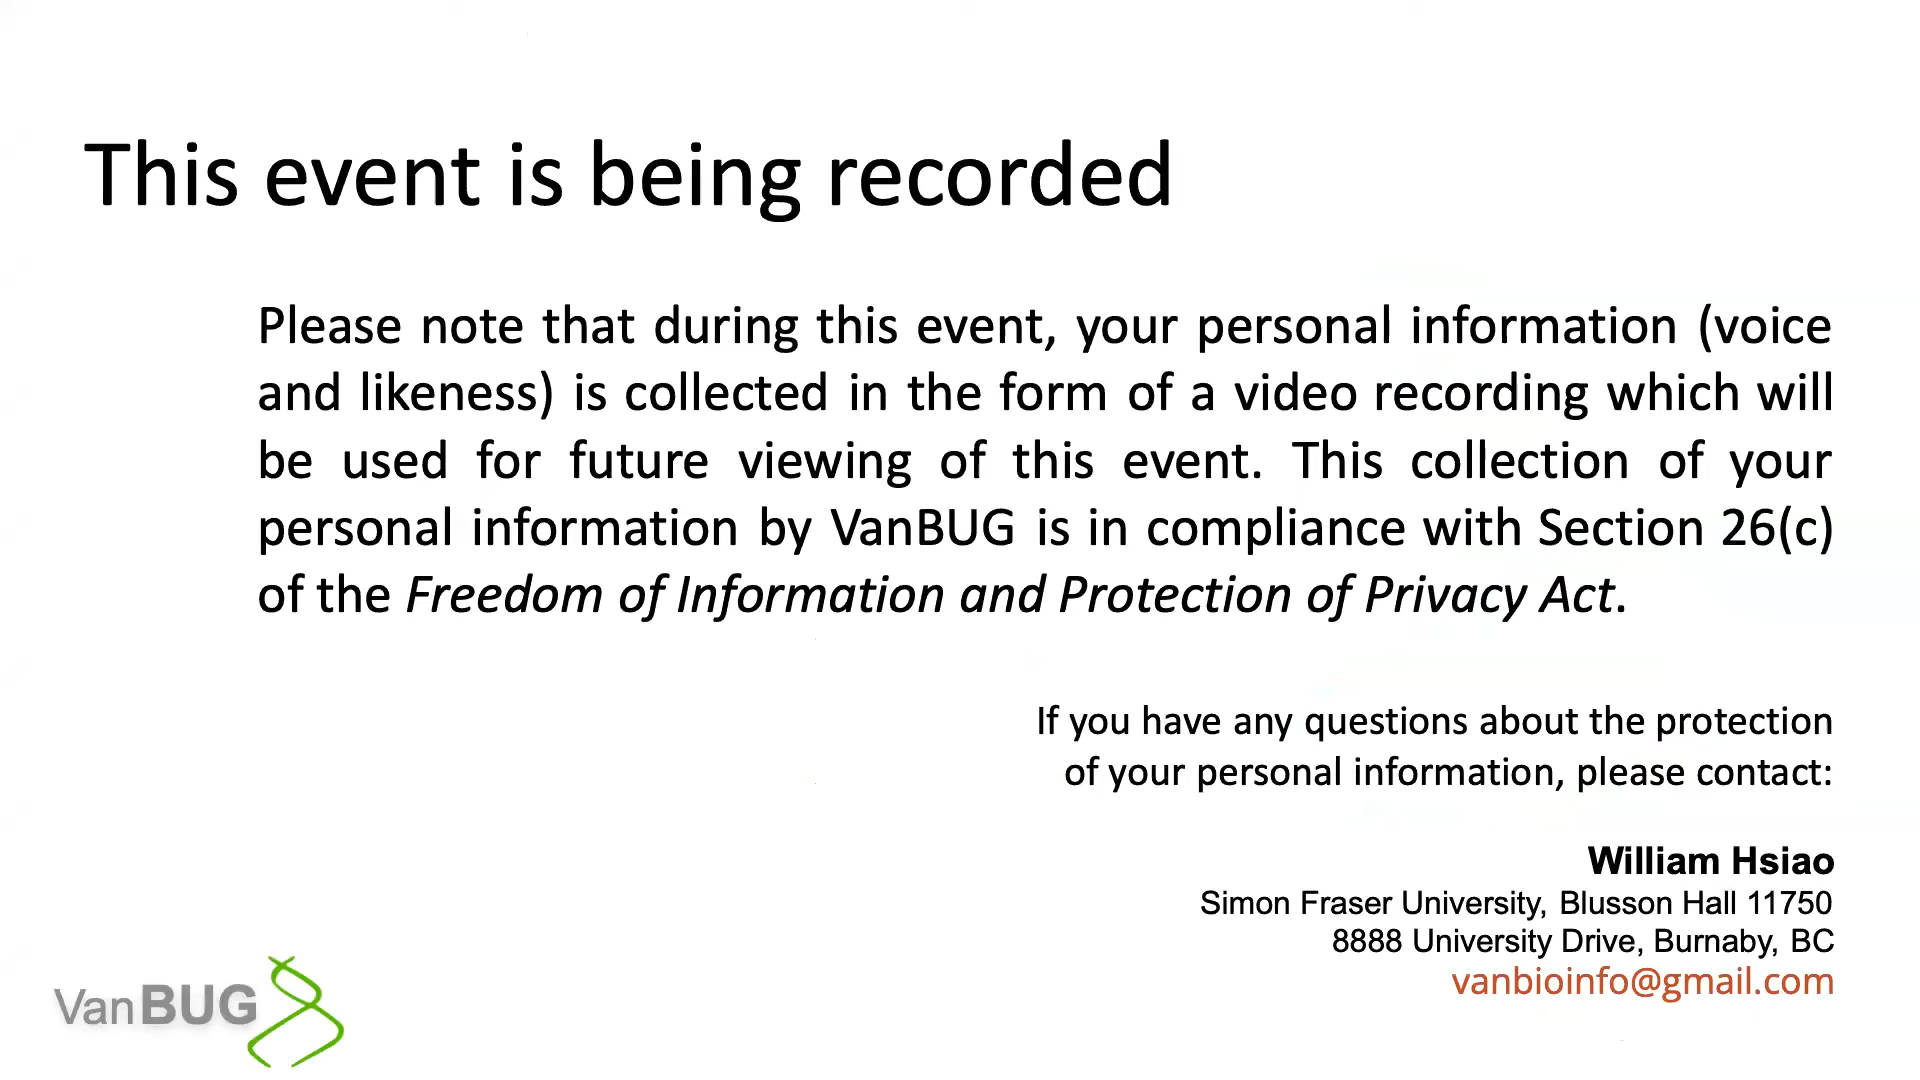 This event is being recorded
Please note that during this event, your personal information (voice
and likeness) is collected in the form of a video recording which will
be used for future viewing of this event. This collection of your
personal information by VanBUG is in compliance with Section 26(c)
of the Freedom of Information and Protection of Privacy Act.
If you have any questions about the protection
of your personal information, please contact:
William Hsiao
Simon Fraser University, Blusson Hall 11750
8888 University Drive, Burnaby, BC
vanbioinfo@gmail.com
VanBUG